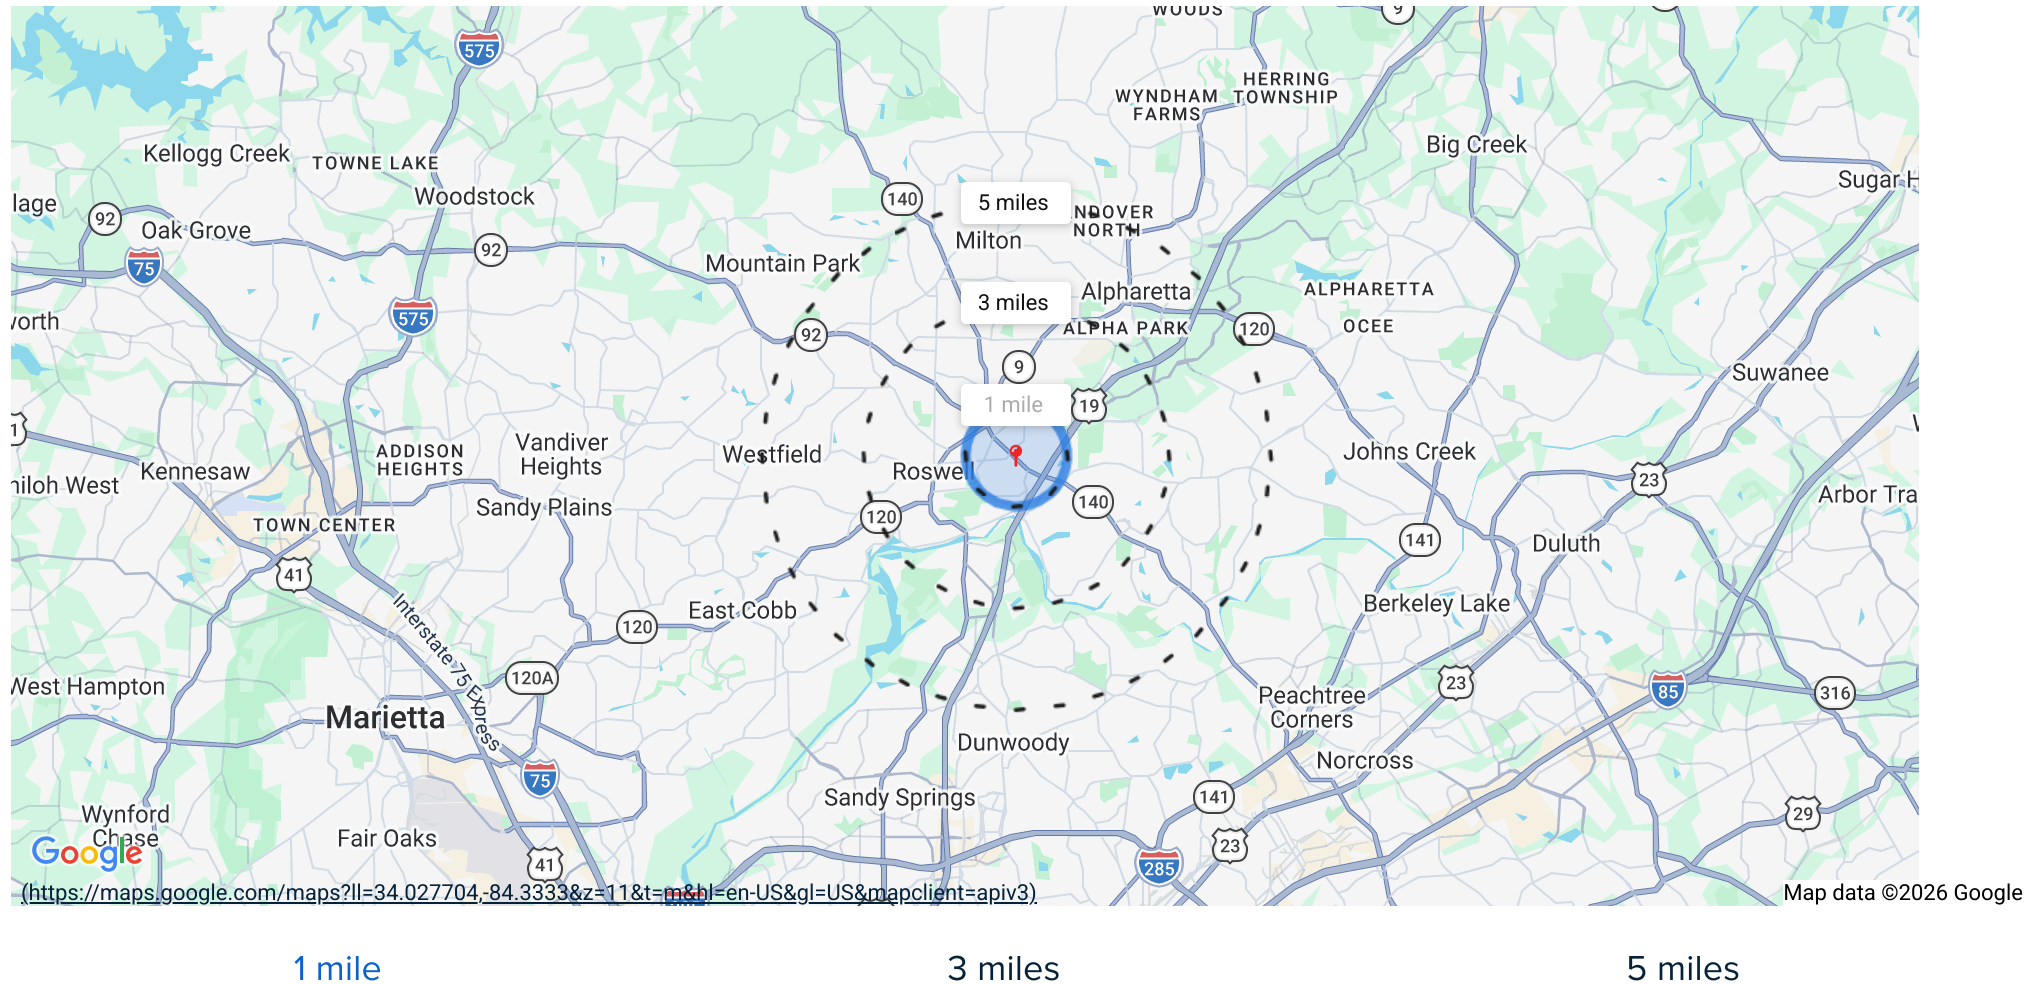 WOODS
9
575
HERRING
TOWNSHIP
WYNDHAM
FARMS
Big Creek
Kellogg Creek
TOWNE LAKE
Woodstock
Sugar H
lage
92
140
5 miles
NDOVER
NORTH
Oak Grove
92
Milton
75
Mountain Park
Alpharetta
ALPHARETTA
3 miles
575
OCEE
ALPHA PARK
120
92
9
Suwanee
1 mile
19
1
ADDISON
HEIGHTS
Vandiver
Heights
Westfield
Johns Creek
Kennesaw
Roswell
23
niloh West
Arbor Tra
Sandy Plains
140
120
TOWN CENTER
141
Duluth
41
Interstate 75 Express
East Cobb
Berkeley Lake
120
120A
West Hampton
23
85
316
Peachtree
Corners
Marietta
Dunwoody
Norcross
75
Sandy Springs
141
Wynford
Chase
29
Fair Oaks
23
41
285
Google
(https://maps.google.com/maps?ll=34.027704,-84.3333&z=11&t=m&hl=en-US&gl=US&mapclient=apiv3)
Map data ©2026 Google
1 mile
3 miles
5 miles